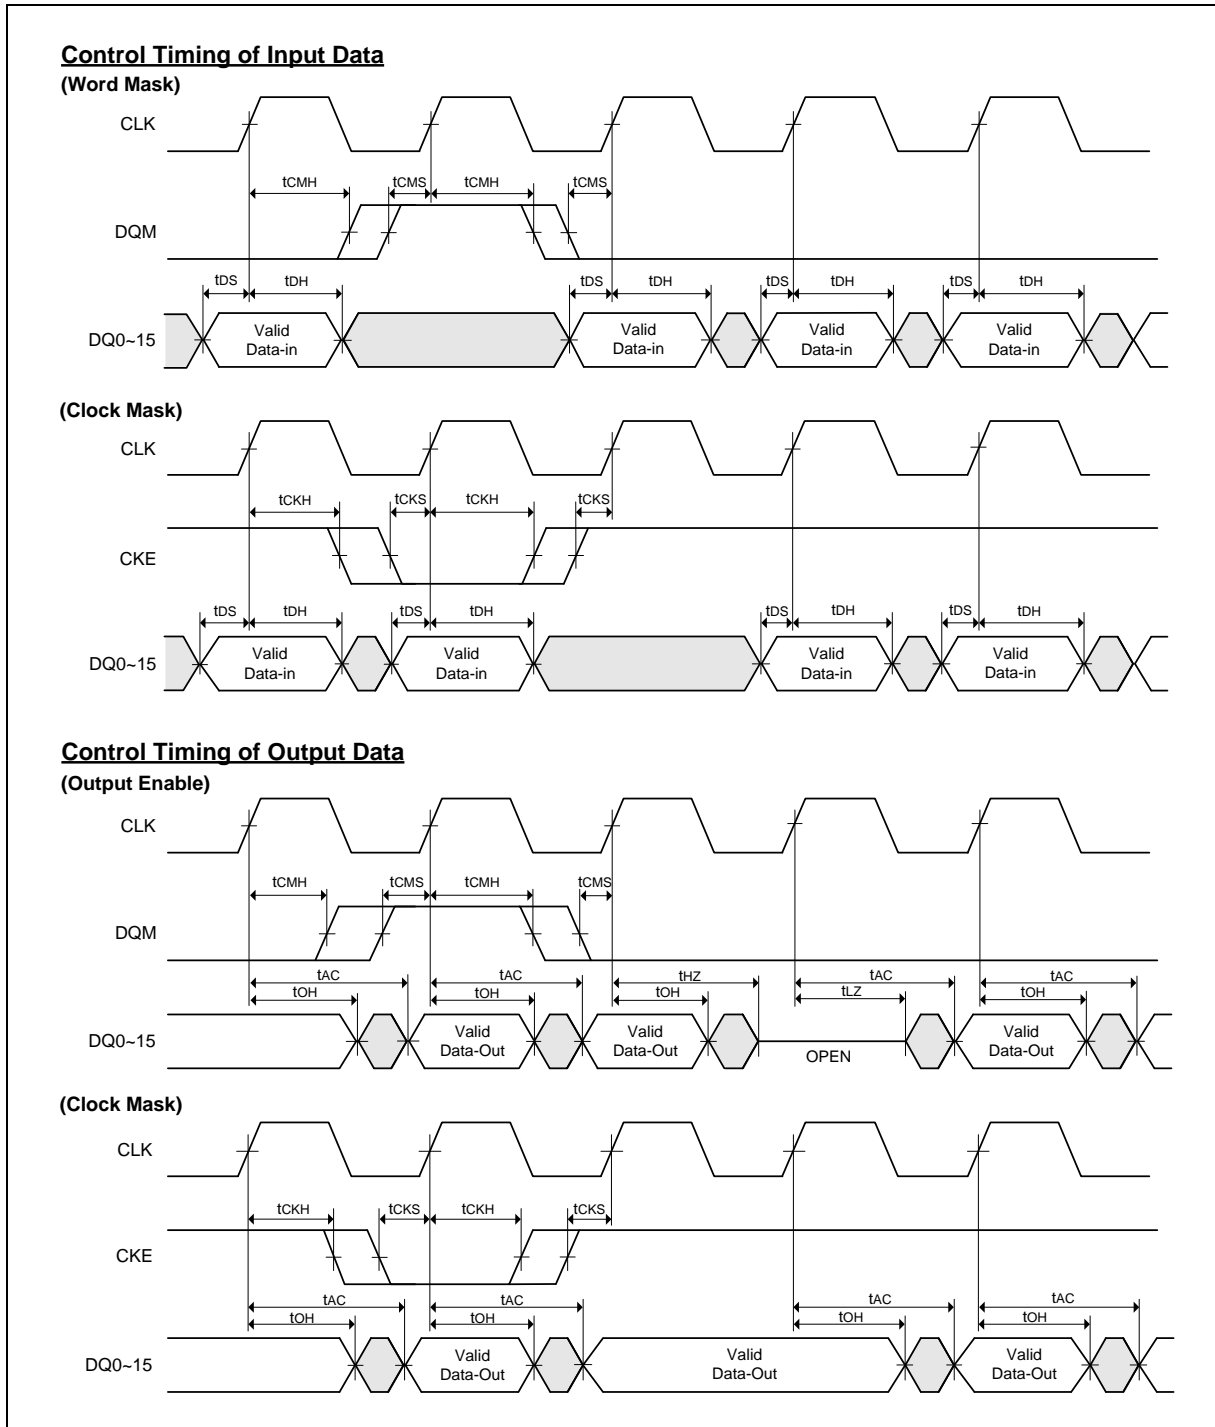 Control Timing of Input Data
(Word Mask)
CLK
tCMH tCMS tCMH tCMS
DQM
tDS tDH tDS tDH tDS tDH tDS tDH
DQ0~15
Valid Data-in
Valid Data-in
Valid Data-in
Valid Data-in
(Clock Mask)
CLK
tCKH tCKS tCKH tCKS
CKE
tDS tDH tDS tDH tDS tDH tDS tDH
DQ0~15
Valid Data-in
Valid Data-in
Valid Data-in
Valid Data-in
Control Timing of Output Data
(Output Enable)
CLK
tCMH tCMS tCMH tCMS
DQM
tAC tAC tHZ tAC tAC
tOH tOH tOH tLZ tOH
DQ0~15
Valid Data-Out
Valid Data-Out
OPEN
Valid Data-Out
(Clock Mask)
CLK
tCKH tCKS tCKH tCKS
CKE
tAC tAC tAC tAC
tOH tOH tOH tOH
DQ0~15
Valid Data-Out
Valid Data-Out
Valid Data-Out